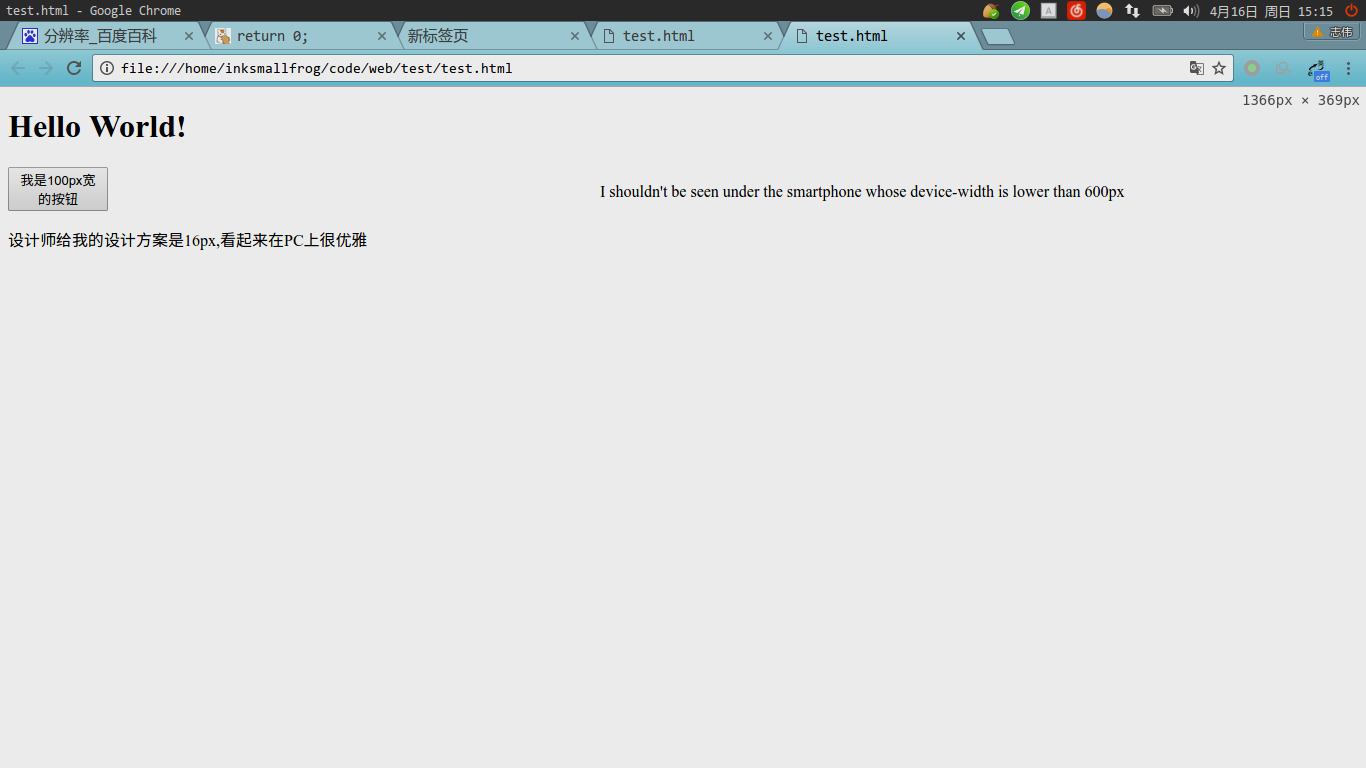 test.html - Google Chrome
4月16日 周日 15:15
分辨率_百度百科
return 0;
新标签页
test.html
test.html
志伟
file:///home/inksmallfrog/code/web/test/test.html
off
1366px × 369px
Hello World!
我是100px宽
的按钮
I shouldn't be seen under the smartphone whose device-width is lower than 600px
设计师给我的设计方案是16px,看起来在PC上很优雅